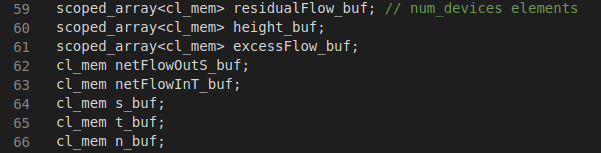 59 scoped_array<cl_mem> residualFlow_buf; // num_devices elements
60 scoped_array<cl_mem> height_buf;
61 scoped_array<cl_mem> excessFlow_buf;
62 cl_mem netFlowOutS_buf;
63 cl_mem netFlowInT_buf;
64 cl_mem s_buf;
65 cl_mem t_buf;
66 cl_mem n_buf;